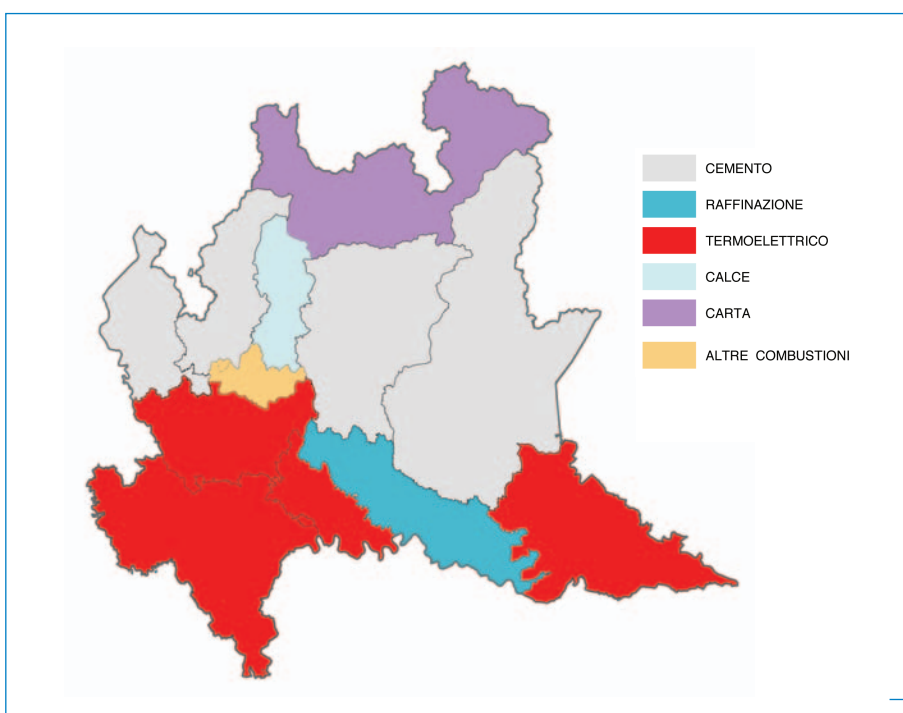 CEMENTO
RAFFINAZIONE
TERMOELETTRICO
CALCE
CARTA
ALTRE COMBUSTIONI